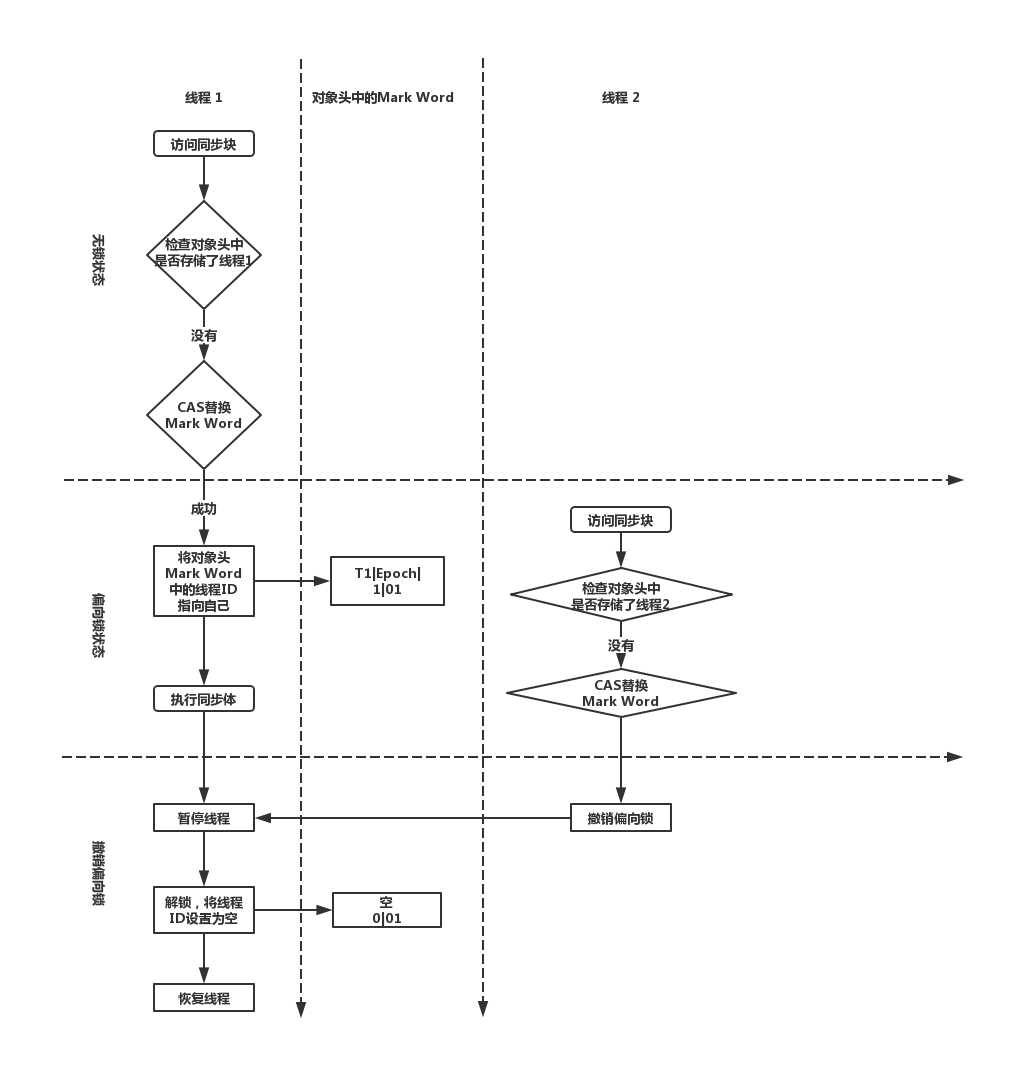 线程 1
对象头中的Mark Word
线程 2
访问同步块
无锁状态
检查对象头中
是否存储了线程1
没有
CAS替换
Mark Word
成功
将对象头
Mark Word
中的线程ID
指向自己
T1|Epoch|
1|01
访问同步块
检查对象头中
是否存储了线程2
没有
CAS替换
Mark Word
偏向锁状态
执行同步体
暂停线程
撤销偏向锁
撤销偏向锁
解锁，将线程
ID设置为空
空
0|01
恢复线程